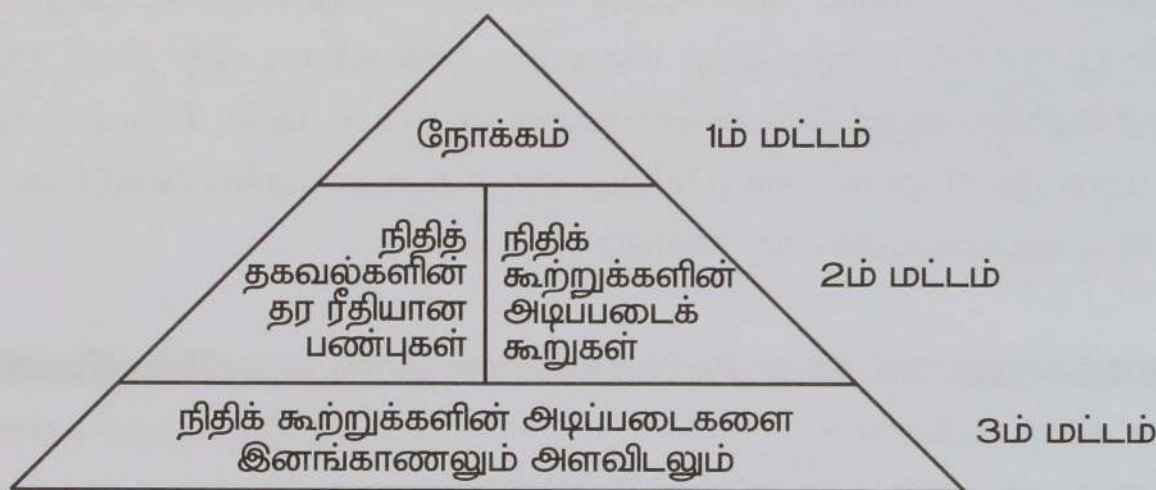 நோக்கம்
1ம் மட்டம்
நிதித்
தகவல்களின்
தர ரீதியான
பண்புகள்
நிதிக்
கூற்றுக்களின்
அடிப்படைக்
கூறுகள்
2ம் மட்டம்
நிதிக் கூற்றுக்களின் அடிப்படைகளை
இனங்காணலும் அளவிடலும்
3ம் மட்டம்